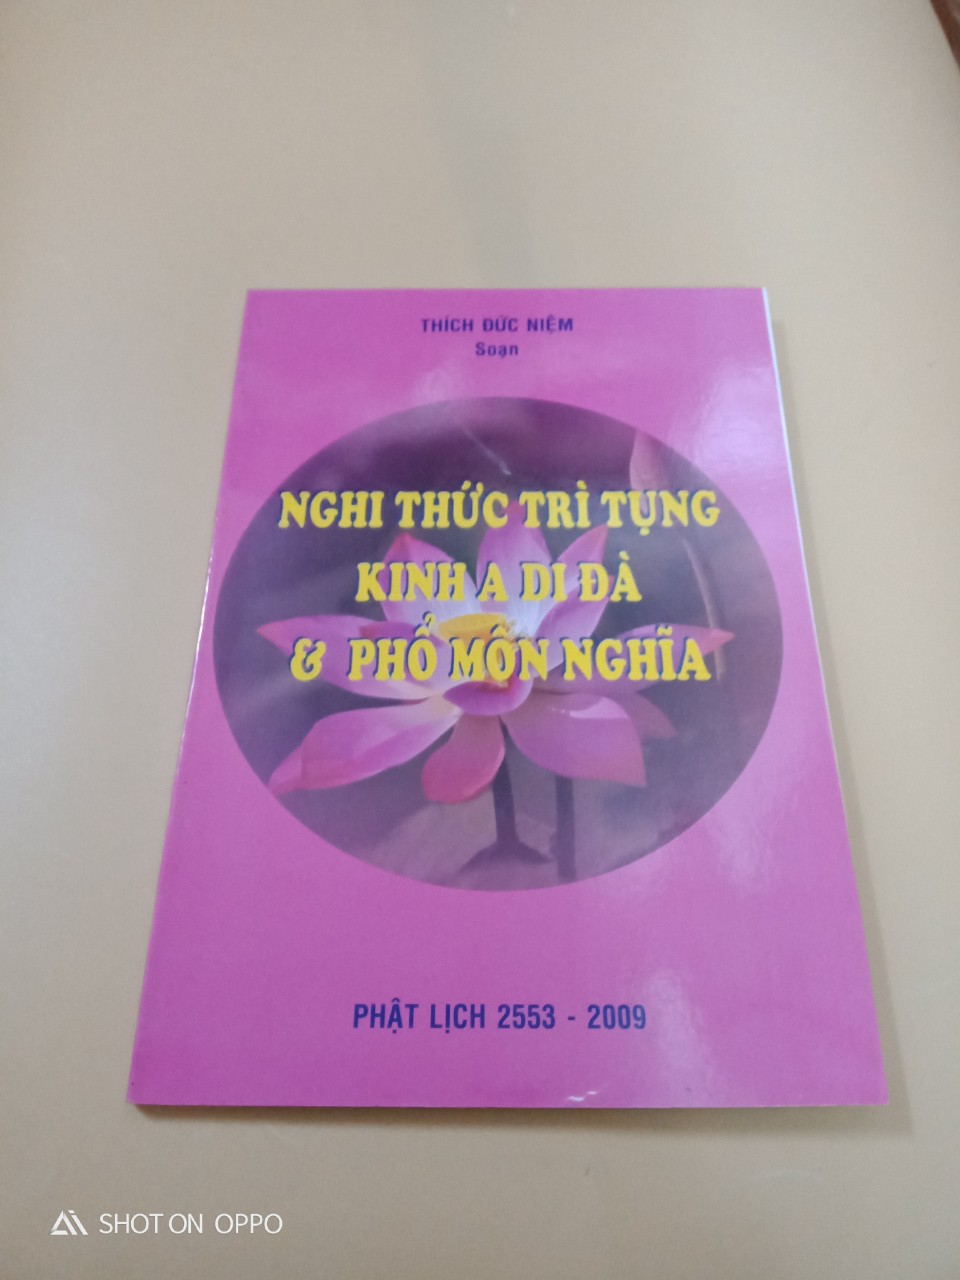 THÍCH ĐỨC NIỆM
Soạn
NGHI THỨC TRÌ TỤNG
KINH A DI ĐÀ
& PHỔ MÔN NGHĨA
PHẬT LỊCH 2553 - 2009
SHOT ON OPPO